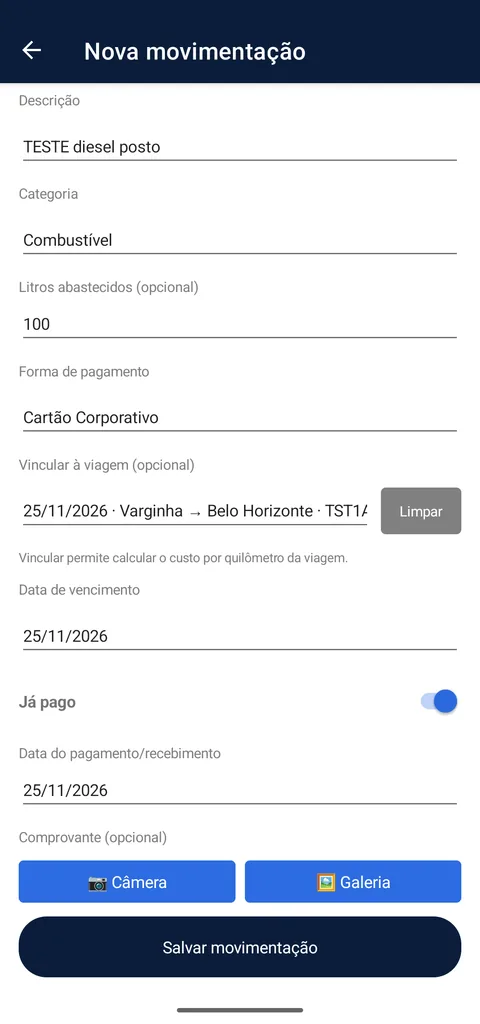 Nova movimentação
Descrição
TESTE diesel posto
Categoria
Combustível
Litros abastecidos (opcional)
100
Forma de pagamento
Cartão Corporativo
Vincular à viagem (opcional)
25/11/2026 · Varginha → Belo Horizonte · TST1A
Limpar
Vincular permite calcular o custo por quilômetro da viagem.
Data de vencimento
25/11/2026
Já pago
Data do pagamento/recebimento
25/11/2026
Comprovante (opcional)
Câmera
Galeria
Salvar movimentação